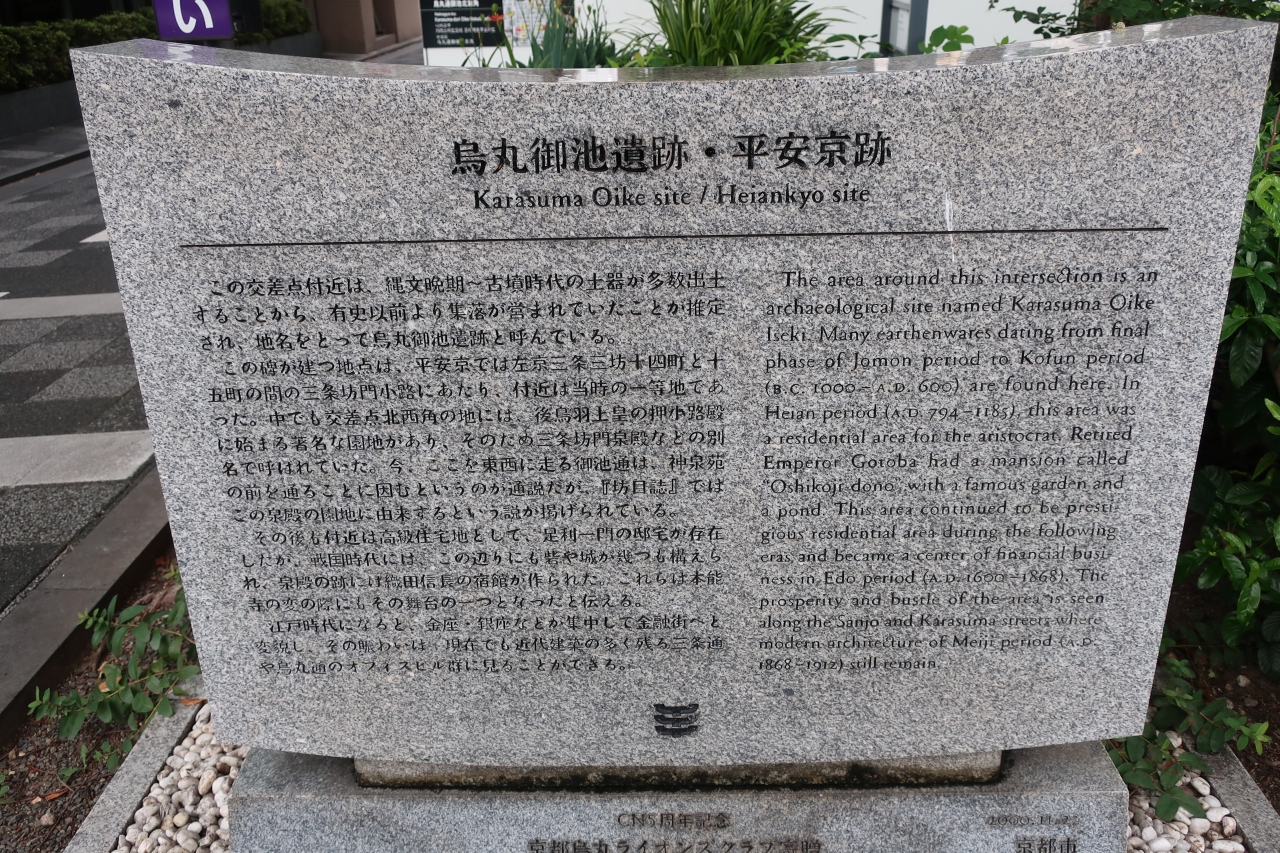 い
烏丸御池遺跡・平安京跡
Karasuma Oike site / Heiankyo site
この交差点付近は、縄文晩期〜古墳時代の土器が多数出土
することから、有史以前より集落が営まれていたことが推定
され、地名をとって烏丸御池遺跡と呼んでいる。
この碑が建つ地点は、平安京では左京三条三坊十四町と十
五町の間の三条坊門小路にあたり、付近は当時の一等地であ
った。中でも交差点北西角の地には、後鳥羽上皇の押小路殿
に始まる著名な園地があり、そのため三条坊門泉殿などの別
名で呼ばれていた。今、ここを東西に走る御池通は、神泉苑
の前を通ることに因むというのが通説だが、『坊目誌』では
この泉殿の園地に由来するという説が掲げられている。
その後も付近は高級住宅地として、足利一門の邸宅が存在
したが、戦国時代には、この辺りにも砦や城が幾つも構えら
れ、泉殿の跡には織田信長の宿館が作られた。これらは本能
寺の変の際にもその舞台の一つとなったと伝える。
江戸時代になると、金座・銀座などが集中して金融街へと
変貌し、その賑わいは、現在でも近代建築の多く残る三条通
や烏丸通のオフィスビル群に見ることができる。
The area around this intersection is an
archaeological site named Karasuma Oike
Iseki. Many earthenwares dating from final
phase of Jomon period to Kofun period
(B.C. 1000–A.D. 600) are found here. In
Heian period (A.D. 794–1185), this area was
a residential area for the aristocrat. Retired
Emperor Gotoba had a mansion called
"Oshikoji-dono", with a famous garden and
a pond. This area continued to be presti-
gious residential area during the following
eras and became a center of financial busi-
ness in Edo period (A.D. 1600–1868). The
prosperity and bustle of the area is seen
along the Sanjo and Karasuma streets where
modern architecture of Meiji period (A.D.
1868–1912) still remain.
CN5周年記念
京都烏丸ライオンズクラブ寄贈
京都市